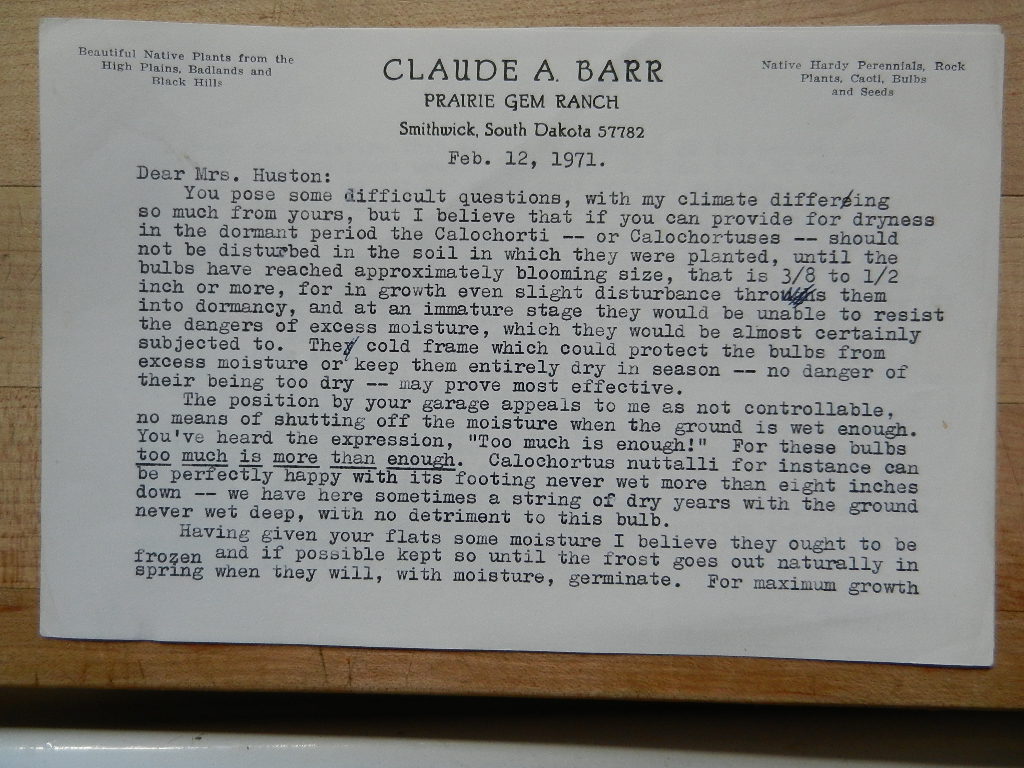 Beautiful Native Plants from the
High Plains, Badlands and
Black Hills
CLAUDE A. BARR
PRAIRIE GEM RANCH
Smithwick, South Dakota 57782
Native Hardy Perennials, Rock
Plants, Cacti, Bulbs
and Seeds
Feb. 12, 1971.
Dear Mrs. Huston:
You pose some difficult questions, with my climate differing
so much from yours, but I believe that if you can provide for dryness
in the dormant period the Calochorti -- or Calochortuses -- should
not be disturbed in the soil in which they were planted, until the
bulbs have reached approximately blooming size, that is 3/8 to 1/2
inch or more, for in growth even slight disturbance throws them
into dormancy, and at an immature stage they would be unable to resist
the dangers of excess moisture, which they would be almost certainly
subjected to. The cold frame which could protect the bulbs from
excess moisture or keep them entirely dry in season -- no danger of
their being too dry -- may prove most effective.
The position by your garage appeals to me as not controllable,
no means of shutting off the moisture when the ground is wet enough.
You've heard the expression, "Too much is enough!" For these bulbs
too much is more than enough. Calochortus nuttalli for instance can
be perfectly happy with its footing never wet more than eight inches
down -- we have here sometimes a string of dry years with the ground
never wet deep, with no detriment to this bulb.
Having given your flats some moisture I believe they ought to be
frozen and if possible kept so until the frost goes out naturally in
spring when they will, with moisture, germinate. For maximum growth